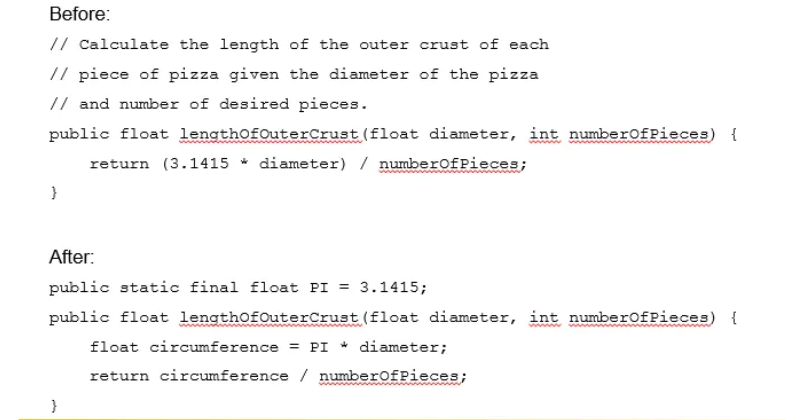 Before:
// Calculate the length of the outer crust of each
// piece of pizza given the diameter of the pizza
// and number of desired pieces.
public float lengthOfOuterCrust(float diameter, int numberOfPieces) {
    return (3.1415 * diameter) / numberOfPieces;
}
After:
public static final float PI = 3.1415;
public float lengthOfOuterCrust(float diameter, int numberOfPieces) {
    float circumference = PI * diameter;
    return circumference / numberOfPieces;
}